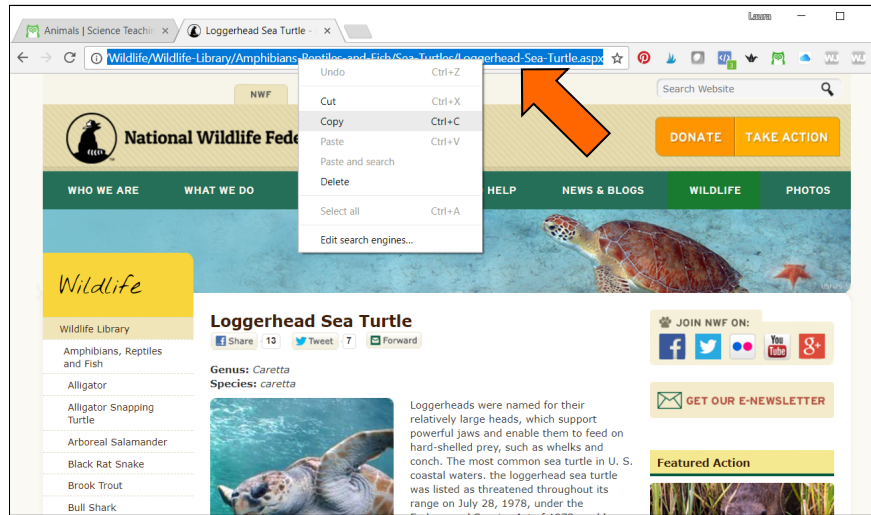 Laura
Animals | Science Teachin
Loggerhead Sea Turtle -
/Wildlife/Wildlife-Library/Amphibians-Reptiles-and-Fish/Sea-Turtles/Loggerhead-Sea-Turtle.aspx
Undo Ctrl+Z
Cut Ctrl+X
Copy Ctrl+C
Paste Ctrl+V
Paste and search
Delete
Select all Ctrl+A
Edit search engines...
NWF
Search Website
National Wildlife Fede
DONATE TAKE ACTION
WHO WE ARE WHAT WE DO HELP NEWS & BLOGS WILDLIFE PHOTOS
Wildlife
Wildlife Library
Amphibians, Reptiles
and Fish
Alligator
Alligator Snapping
Turtle
Arboreal Salamander
Black Rat Snake
Brook Trout
Bull Shark
Loggerhead Sea Turtle
Share 13 Tweet 7 Forward
Genus: Caretta
Species: caretta
Loggerheads were named for their
relatively large heads, which support
powerful jaws and enable them to feed on
hard-shelled prey, such as whelks and
conch. The most common sea turtle in U. S.
coastal waters. the loggerhead sea turtle
was listed as threatened throughout its
range on July 28, 1978, under the
JOIN NWF ON:
You
Tube
GET OUR E-NEWSLETTER
Featured Action